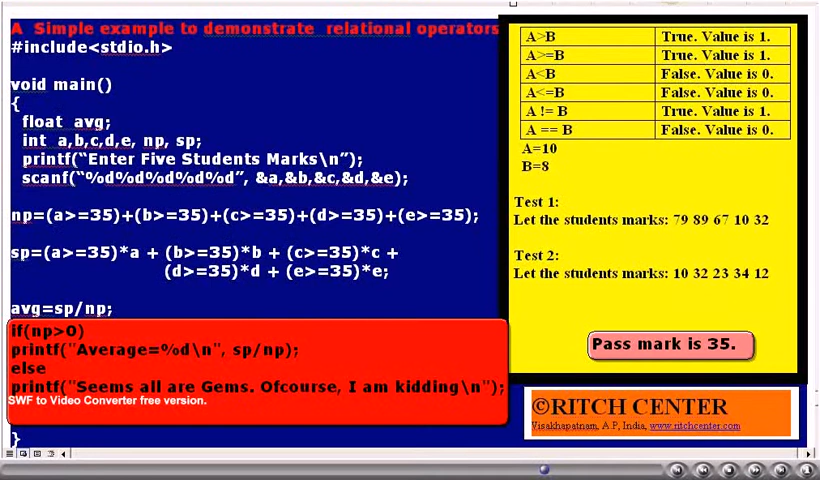 A Simple example to demonstrate relational operators
#include<stdio.h>
void main()
{
float avg;
int a,b,c,d,e, np, sp;
printf(“Enter Five Students Marks\n”);
scanf(“%d%d%d%d%d”, &a,&b,&c,&d,&e);
np=(a>=35)+(b>=35)+(c>=35)+(d>=35)+(e>=35);
sp=(a>=35)*a + (b>=35)*b + (c>=35)*c +
(d>=35)*d + (e>=35)*e;
avg=sp/np;
if(np>0)
printf("Average=%d\n", sp/np);
else
printf("Seems all are Gems. Ofcourse, I am kidding\n");
SWF to Video Converter free version.
}
A>B True. Value is 1.
A>=B True. Value is 1.
A<B False. Value is 0.
A<=B False. Value is 0.
A != B True. Value is 1.
A == B False. Value is 0.
A=10
B=8
Test 1:
Let the students marks: 79 89 67 10 32
Test 2:
Let the students marks: 10 32 23 34 12
Pass mark is 35.
©RITCH CENTER
Visakhapatnam, A.P, India, www.ritchcenter.com